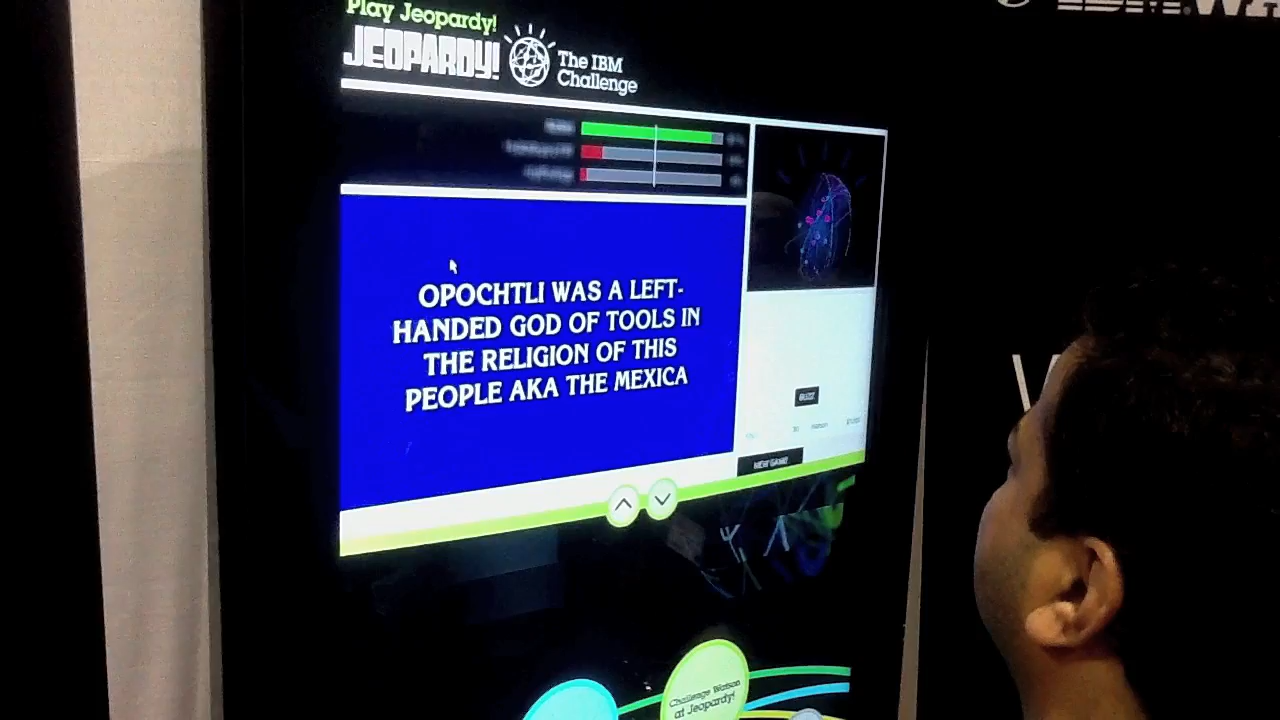 Play Jeopardy!
JEOPARDY!
The IBM
Challenge
OPOCHTLI WAS A LEFT-
HANDED GOD OF TOOLS IN
THE RELIGION OF THIS
PEOPLE AKA THE MEXICA
BUZZ
NEW GAME
Challenge Watson
at Jeopardy!